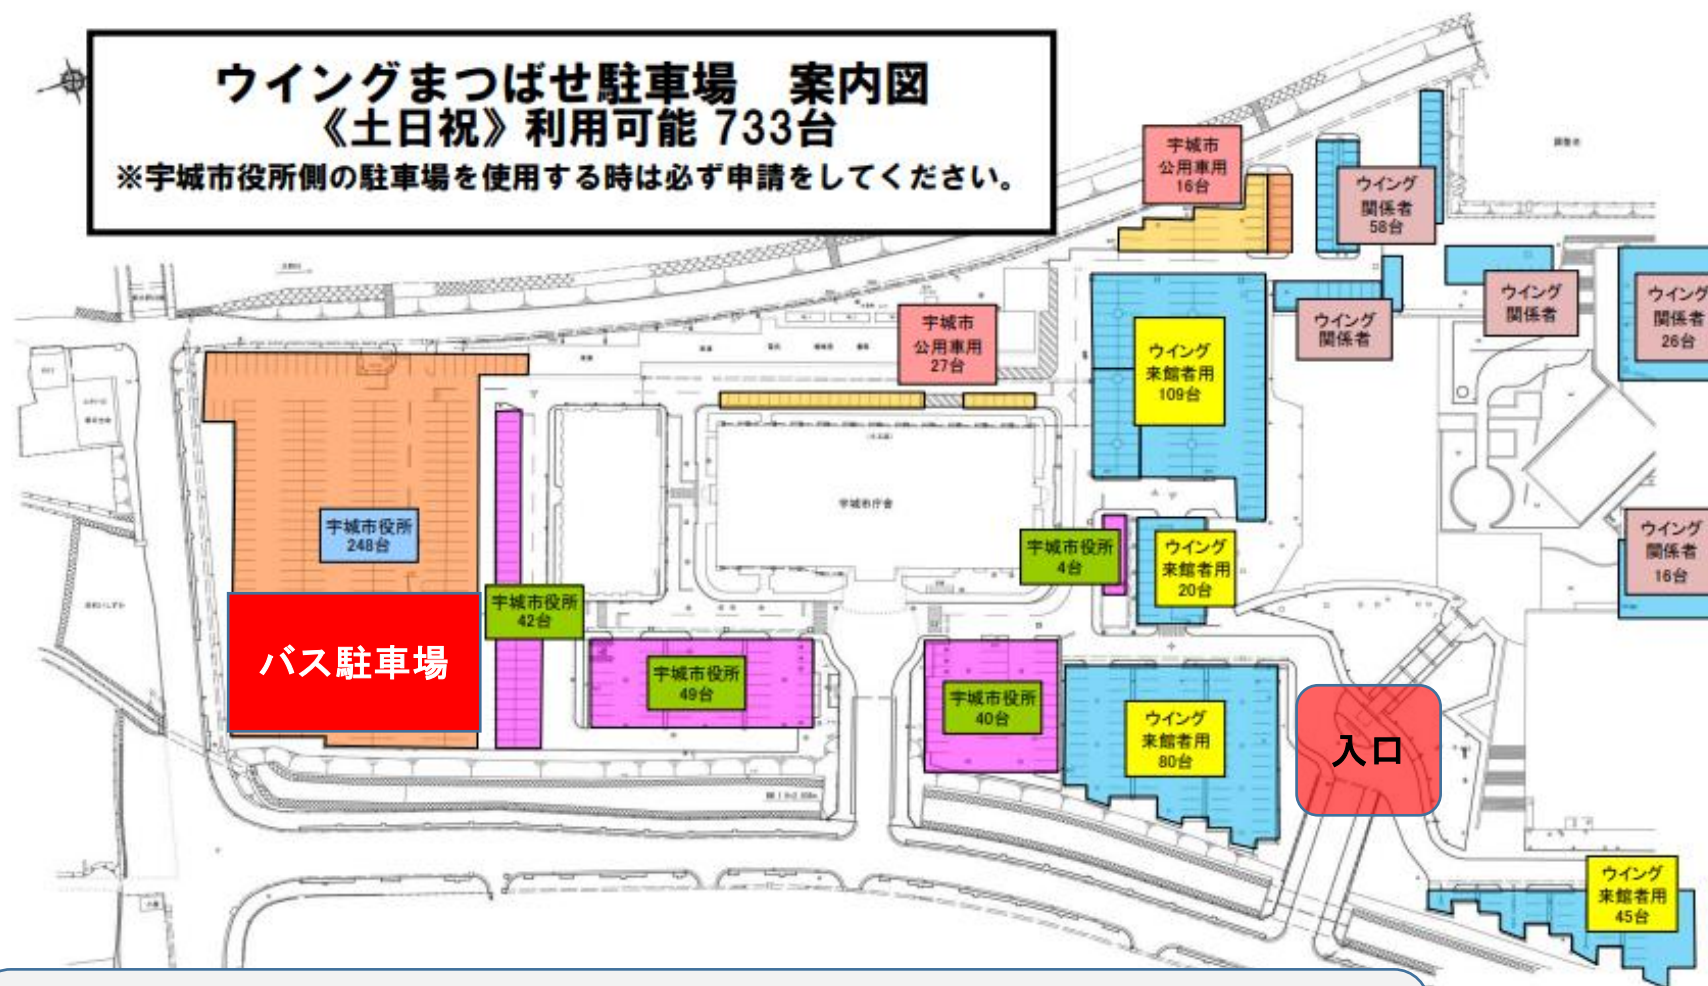 ウイングまつばせ駐車場　案内図
《土日祝》利用可能 733台
※宇城市役所側の駐車場を使用する時は必ず申請をしてください。
宇城市
公用車用
16台
ウイング
関係者
58台
ウイング
関係者
ウイング
関係者
ウイング
関係者
26台
宇城市
公用車用
27台
ウイング
来館者用
109台
宇城市庁舎
宇城市役所
248台
宇城市役所
4台
ウイング
来館者用
20台
ウイング
関係者
16台
宇城市役所
42台
バス駐車場
宇城市役所
49台
宇城市役所
40台
ウイング
来館者用
80台
入口
ウイング
来館者用
45台